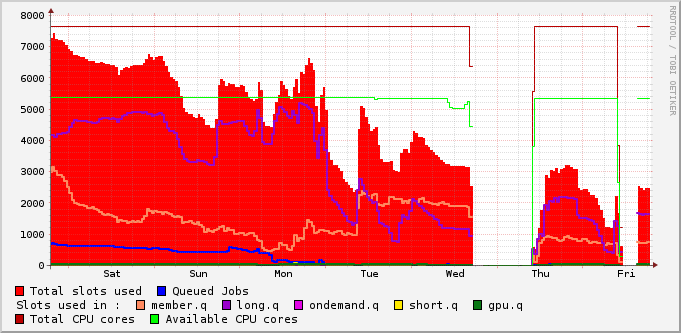 8000
7000
6000
5000
4000
3000
2000
1000
0
Sat Sun Mon Tue Wed Thu Fri
RRDTOOL / TOBI OETIKER
Total slots used Queued Jobs
Slots used in : member.q long.q ondemand.q short.q gpu.q
Total CPU cores Available CPU cores